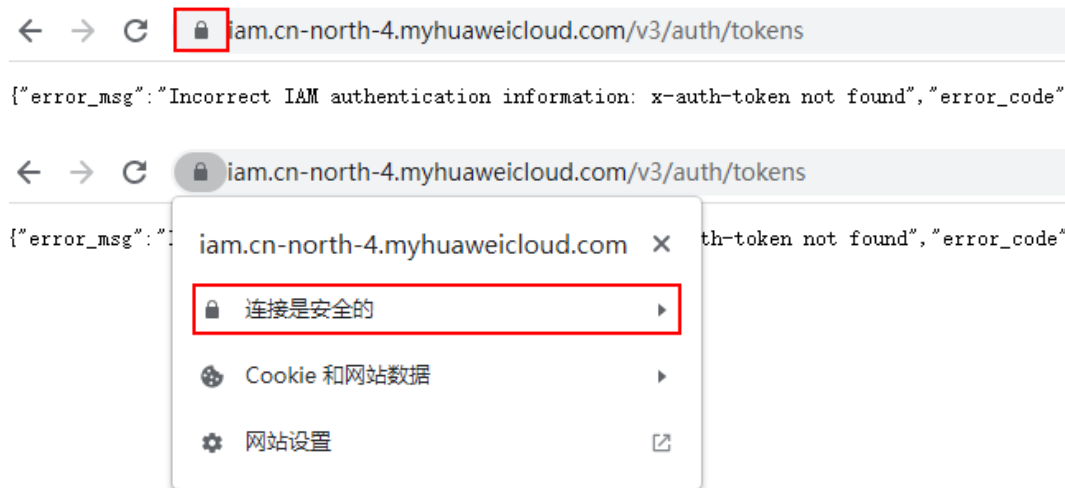 iam.cn-north-4.myhuaweicloud.com/v3/auth/tokens
{"error_msg":"Incorrect IAM authentication information: x-auth-token not found","error_code"
iam.cn-north-4.myhuaweicloud.com/v3/auth/tokens
{"error_msg":" th-token not found","error_code"
iam.cn-north-4.myhuaweicloud.com
连接是安全的
Cookie 和网站数据
网站设置